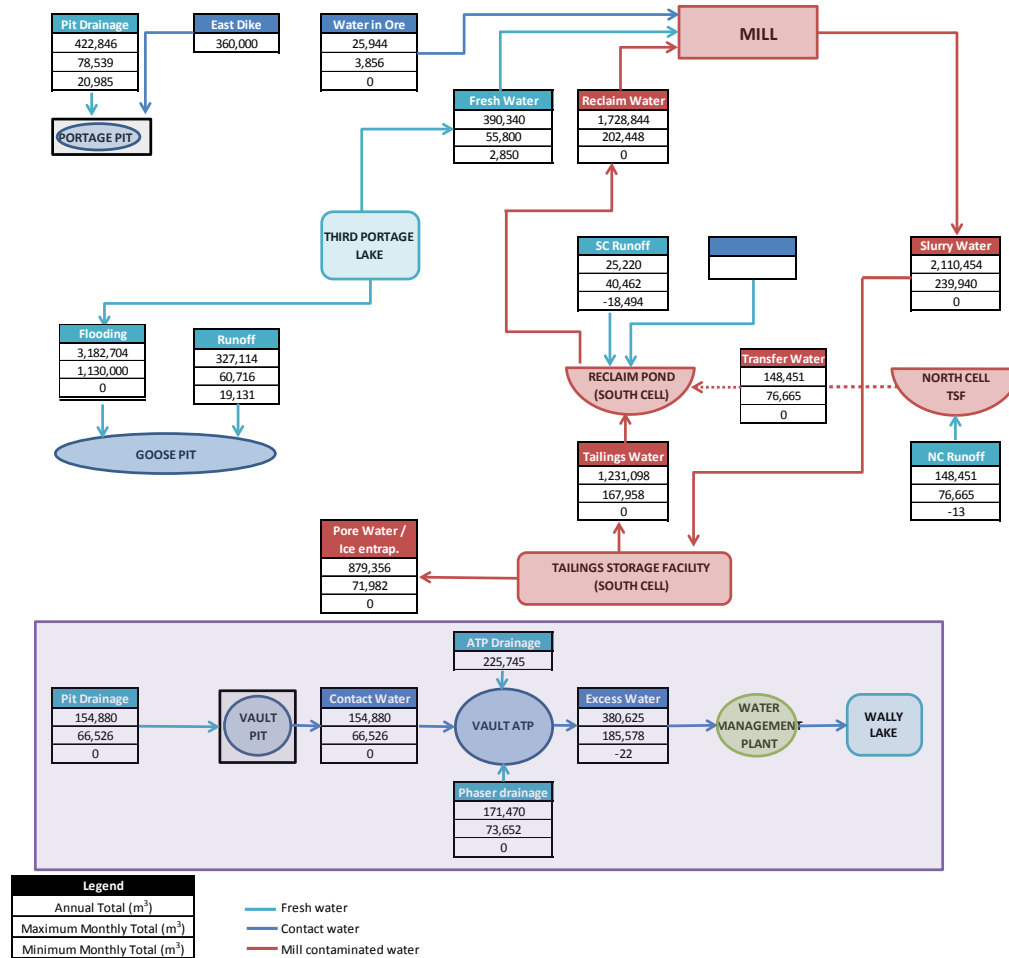 Pit Drainage
422,846
78,539
20,985
East Dike
360,000
Water in Ore
25,944
3,856
0
MILL
PORTAGE PIT
Fresh Water
390,340
55,800
2,850
Reclaim Water
1,728,844
202,448
0
THIRD PORTAGE
LAKE
SC Runoff
25,220
40,462
-18,494
Slurry Water
2,110,454
239,940
0
Flooding
3,182,704
1,130,000
0
Runoff
327,114
60,716
19,131
GOOSE PIT
RECLAIM POND
(SOUTH CELL)
Transfer Water
148,451
76,665
0
NORTH CELL
TSF
Tailings Water
1,231,098
167,958
0
NC Runoff
148,451
76,665
-13
Pore Water /
Ice entrap.
879,356
71,982
0
TAILINGS STORAGE FACILITY
(SOUTH CELL)
ATP Drainage
225,745
Pit Drainage
154,880
66,526
0
VAULT
PIT
Contact Water
154,880
66,526
0
VAULT ATP
Excess Water
380,625
185,578
-22
WATER
MANAGEMENT
PLANT
WALLY
LAKE
Phaser drainage
171,470
73,652
0
Legend
Annual Total (m³)
Maximum Monthly Total (m³)
Minimum Monthly Total (m³)
Fresh water
Contact water
Mill contaminated water